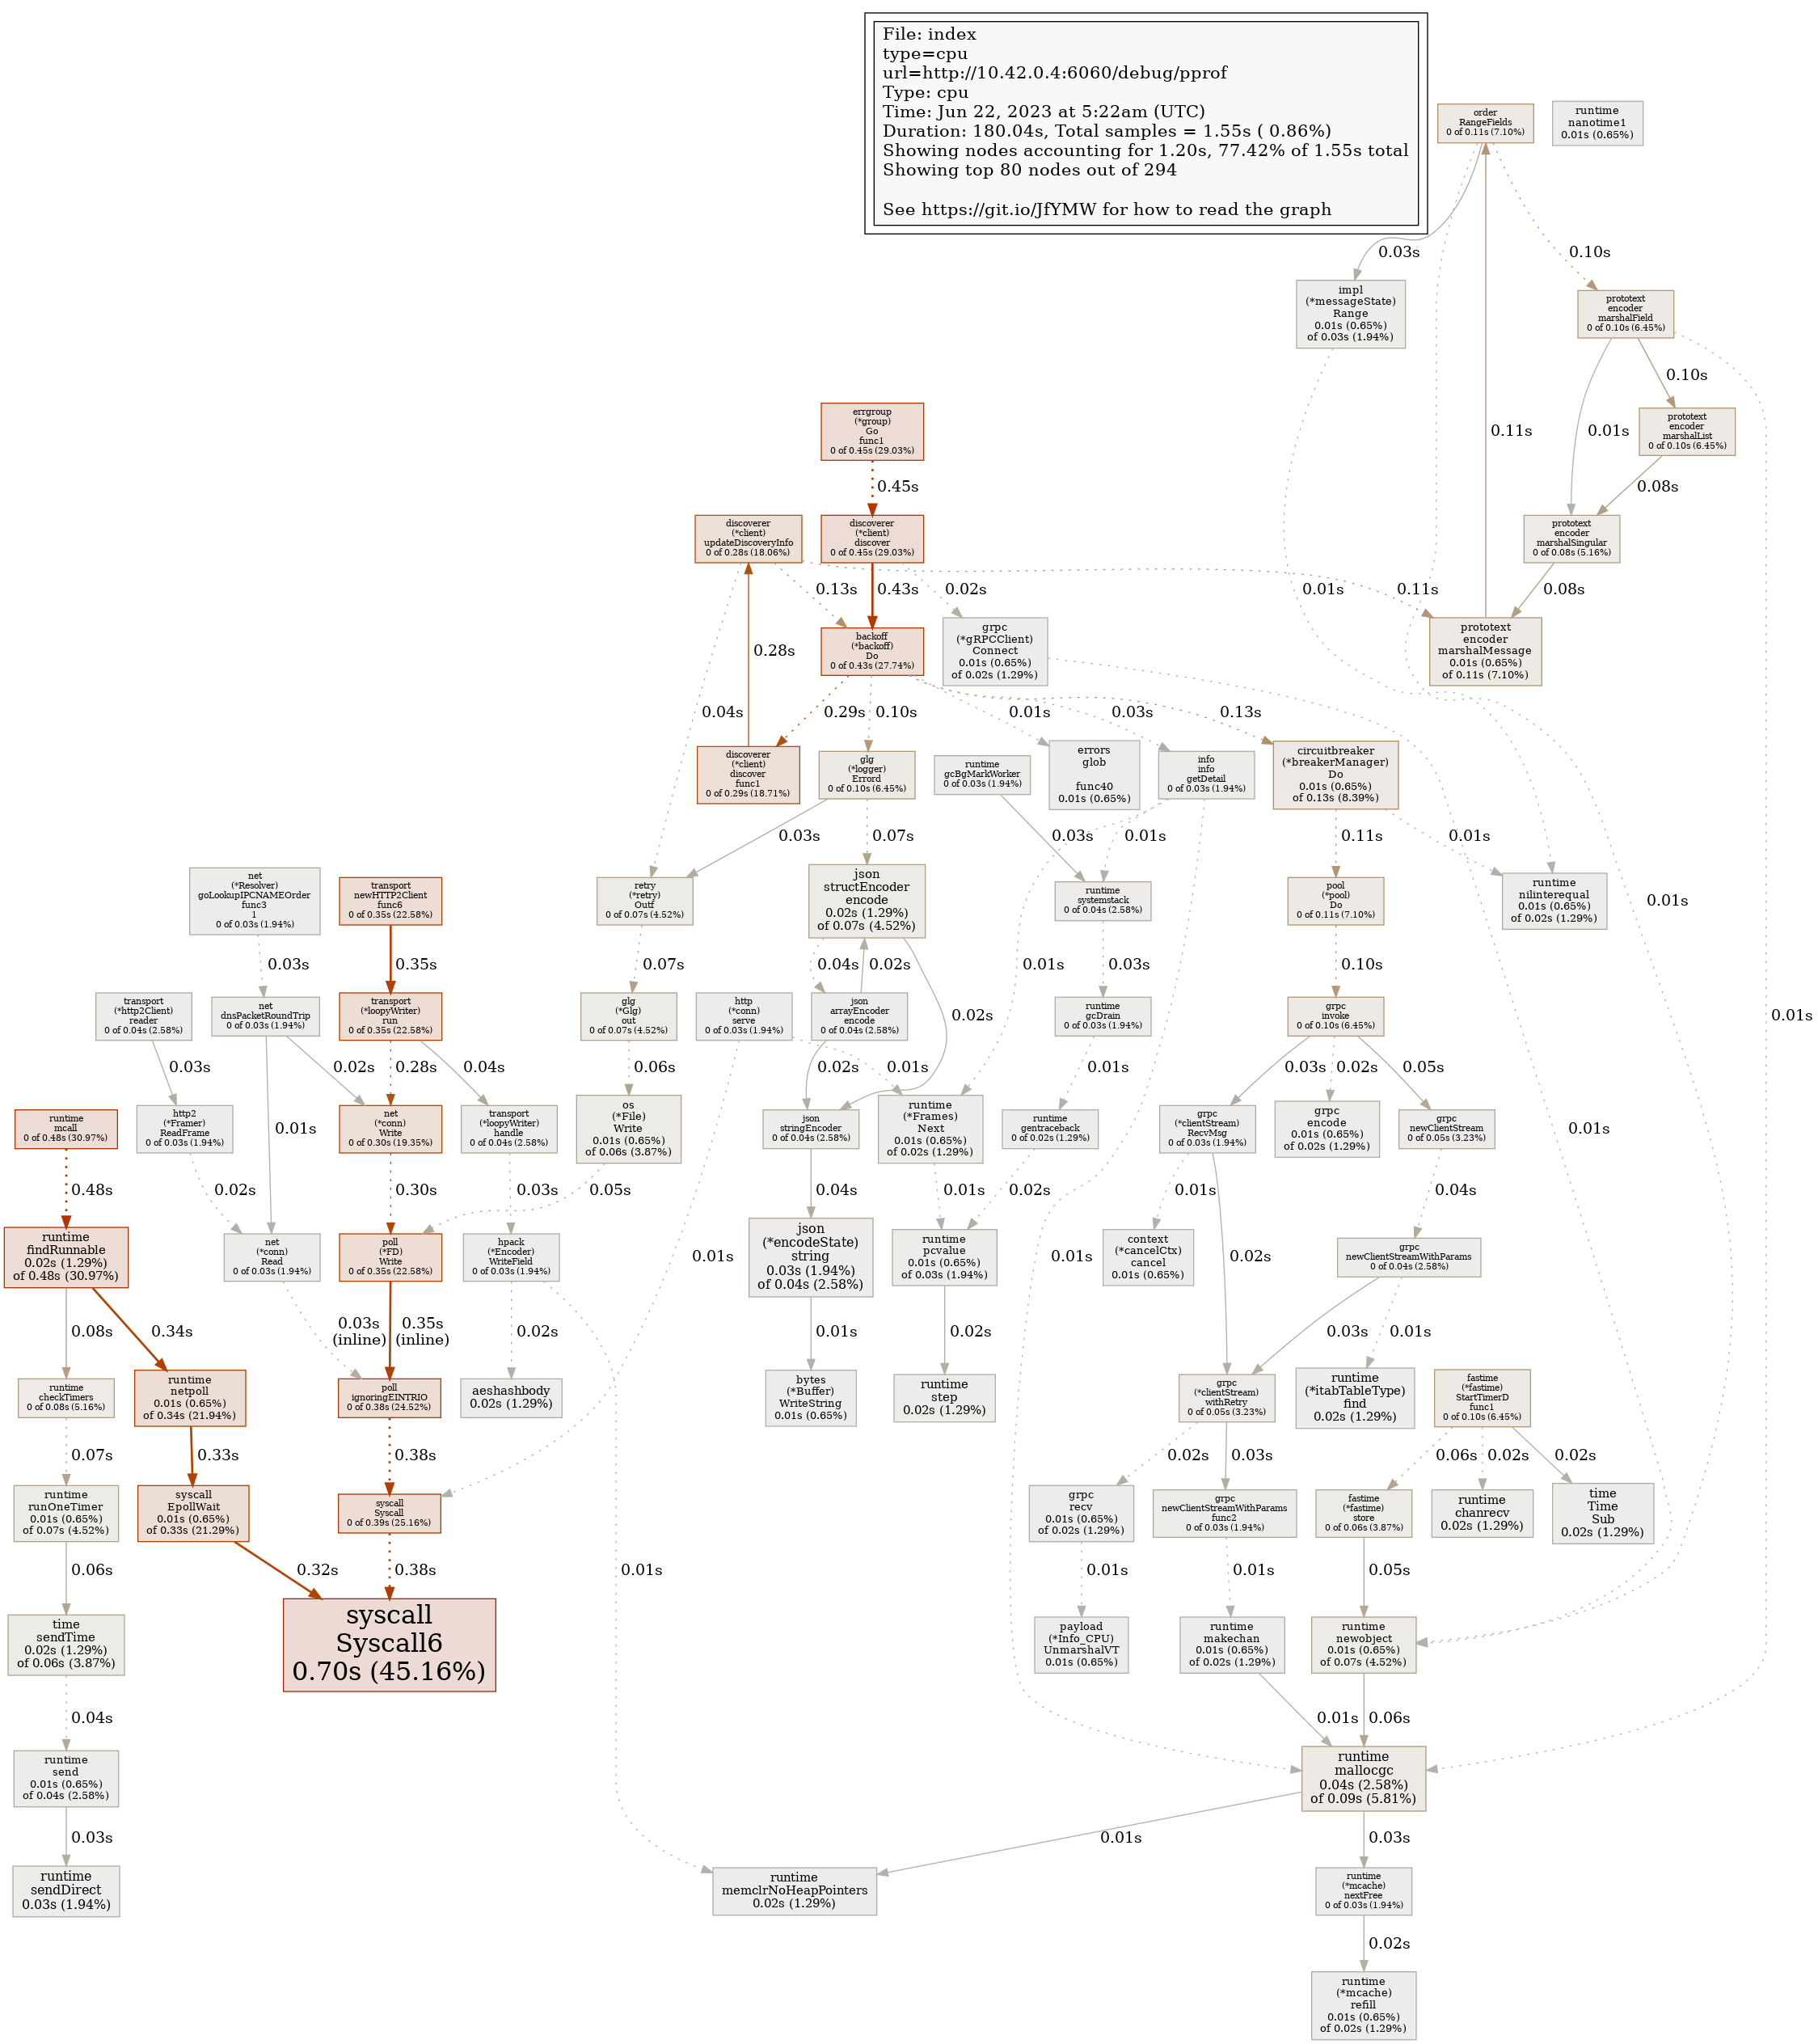 File: index
type=cpu
url=http://10.42.0.4:6060/debug/pprof
Type: cpu
Time: Jun 22, 2023 at 5:22am (UTC)
Duration: 180.04s, Total samples = 1.55s ( 0.86%)
Showing nodes accounting for 1.20s, 77.42% of 1.55s total
Showing top 80 nodes out of 294
See https://git.io/JfYMW for how to read the graph
order
RangeFields
0 of 0.11s (7.10%)
runtime
nanotime1
0.01s (0.65%)
0.03s
0.10s
impl
(*messageState)
Range
0.01s (0.65%)
of 0.03s (1.94%)
prototext
encoder
marshalField
0 of 0.10s (6.45%)
0.11s
0.01s
0.10s
prototext
encoder
marshalList
0 of 0.10s (6.45%)
errgroup
(*group)
Go
func1
0 of 0.45s (29.03%)
0.45s
0.08s
discoverer
(*client)
updateDiscoveryInfo
0 of 0.28s (18.06%)
discoverer
(*client)
discover
0 of 0.45s (29.03%)
prototext
encoder
marshalSingular
0 of 0.08s (5.16%)
0.13s
0.43s
0.02s
0.01s
0.11s
0.08s
backoff
(*backoff)
Do
0 of 0.43s (27.74%)
grpc
(*gRPCClient)
Connect
0.01s (0.65%)
of 0.02s (1.29%)
prototext
encoder
marshalMessage
0.01s (0.65%)
of 0.11s (7.10%)
0.28s
0.04s
0.29s
0.10s
0.01s
0.03s
0.13s
discoverer
(*client)
discover
func1
0 of 0.29s (18.71%)
glg
(*logger)
Errord
0 of 0.10s (6.45%)
runtime
gcBgMarkWorker
0 of 0.03s (1.94%)
errors
glob
func40
0.01s (0.65%)
info
info
getDetail
0 of 0.03s (1.94%)
circuitbreaker
(*breakerManager)
Do
0.01s (0.65%)
of 0.13s (8.39%)
0.03s
0.07s
0.03s
0.01s
0.11s
0.01s
net
(*Resolver)
goLookupIPCNAMEOrder
func3
1
0 of 0.03s (1.94%)
transport
newHTTP2Client
func6
0 of 0.35s (22.58%)
retry
(*retry)
Outf
0 of 0.07s (4.52%)
json
structEncoder
encode
0.02s (1.29%)
of 0.07s (4.52%)
runtime
systemstack
0 of 0.04s (2.58%)
pool
(*pool)
Do
0 of 0.11s (7.10%)
runtime
nilinterequal
0.01s (0.65%)
of 0.02s (1.29%)
0.01s
0.03s
0.35s
0.07s
0.04s
0.02s
0.01s
0.03s
0.10s
transport
(*http2Client)
reader
0 of 0.04s (2.58%)
net
dnsPacketRoundTrip
0 of 0.03s (1.94%)
transport
(*loopyWriter)
run
0 of 0.35s (22.58%)
glg
(*Glg)
out
0 of 0.07s (4.52%)
http
(*conn)
serve
0 of 0.03s (1.94%)
json
arrayEncoder
encode
0 of 0.04s (2.58%)
0.02s
runtime
gcDrain
0 of 0.03s (1.94%)
grpc
invoke
0 of 0.10s (6.45%)
0.01s
0.03s
0.02s
0.28s
0.04s
0.06s
0.02s
0.01s
0.01s
0.03s
0.02s
0.05s
runtime
mcall
0 of 0.48s (30.97%)
http2
(*Framer)
ReadFrame
0 of 0.03s (1.94%)
0.01s
net
(*conn)
Write
0 of 0.30s (19.35%)
transport
(*loopyWriter)
handle
0 of 0.04s (2.58%)
os
(*File)
Write
0.01s (0.65%)
of 0.06s (3.87%)
json
stringEncoder
0 of 0.04s (2.58%)
runtime
(*Frames)
Next
0.01s (0.65%)
of 0.02s (1.29%)
runtime
gentraceback
0 of 0.02s (1.29%)
grpc
(*clientStream)
RecvMsg
0 of 0.03s (1.94%)
grpc
encode
0.01s (0.65%)
of 0.02s (1.29%)
grpc
newClientStream
0 of 0.05s (3.23%)
0.01s
0.48s
0.02s
0.30s
0.03s
0.05s
0.04s
0.01s
0.02s
0.01s
0.04s
runtime
findRunnable
0.02s (1.29%)
of 0.48s (30.97%)
net
(*conn)
Read
0 of 0.03s (1.94%)
poll
(*FD)
Write
0 of 0.35s (22.58%)
hpack
(*Encoder)
WriteField
0 of 0.03s (1.94%)
0.01s
json
(*encodeState)
string
0.03s (1.94%)
of 0.04s (2.58%)
runtime
pcvalue
0.01s (0.65%)
of 0.03s (1.94%)
0.01s
context
(*cancelCtx)
cancel
0.01s (0.65%)
0.02s
grpc
newClientStreamWithParams
0 of 0.04s (2.58%)
0.08s
0.34s
0.03s
(inline)
0.35s
(inline)
0.02s
0.01s
0.02s
0.03s
0.01s
runtime
checkTimers
0 of 0.08s (5.16%)
runtime
netpoll
0.01s (0.65%)
of 0.34s (21.94%)
poll
ignoringEINTRIO
0 of 0.38s (24.52%)
aeshashbody
0.02s (1.29%)
bytes
(*Buffer)
WriteString
0.01s (0.65%)
runtime
step
0.02s (1.29%)
grpc
(*clientStream)
withRetry
0 of 0.05s (3.23%)
runtime
(*itabTableType)
find
0.02s (1.29%)
fastime
(*fastime)
StartTimerD
func1
0 of 0.10s (6.45%)
0.07s
0.33s
0.38s
0.02s
0.03s
0.06s
0.02s
0.02s
runtime
runOneTimer
0.01s (0.65%)
of 0.07s (4.52%)
syscall
EpollWait
0.01s (0.65%)
of 0.33s (21.29%)
syscall
Syscall
0 of 0.39s (25.16%)
grpc
recv
0.01s (0.65%)
of 0.02s (1.29%)
grpc
newClientStreamWithParams
func2
0 of 0.03s (1.94%)
fastime
(*fastime)
store
0 of 0.06s (3.87%)
runtime
chanrecv
0.02s (1.29%)
time
Time
Sub
0.02s (1.29%)
0.06s
0.32s
0.38s
0.01s
0.01s
0.01s
0.05s
time
sendTime
0.02s (1.29%)
of 0.06s (3.87%)
syscall
Syscall6
0.70s (45.16%)
payload
(*Info_CPU)
UnmarshalVT
0.01s (0.65%)
runtime
makechan
0.01s (0.65%)
of 0.02s (1.29%)
runtime
newobject
0.01s (0.65%)
of 0.07s (4.52%)
0.04s
0.01s
0.06s
runtime
send
0.01s (0.65%)
of 0.04s (2.58%)
runtime
mallocgc
0.04s (2.58%)
of 0.09s (5.81%)
0.03s
0.01s
0.03s
runtime
sendDirect
0.03s (1.94%)
runtime
memclrNoHeapPointers
0.02s (1.29%)
runtime
(*mcache)
nextFree
0 of 0.03s (1.94%)
0.02s
runtime
(*mcache)
refill
0.01s (0.65%)
of 0.02s (1.29%)